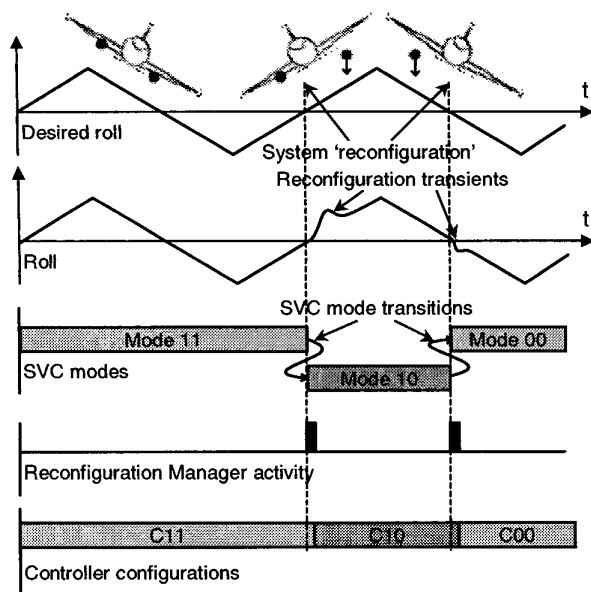 t
Desired roll
System 'reconfiguration'
Reconfiguration transients
t
Roll
SVC mode transitions
Mode 11
Mode 00
SVC modes
Mode 10
Reconfiguration Manager activity
C11
C10
C00
Controller configurations